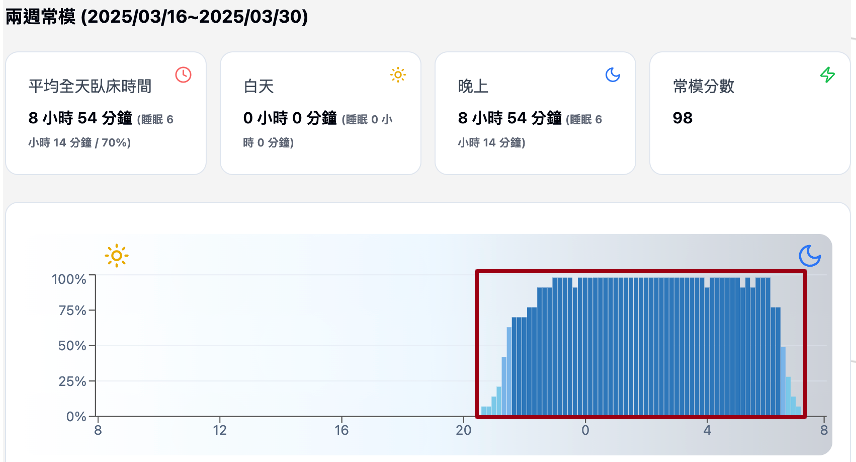 兩週常模 (2025/03/16~2025/03/30)
平均全天臥床時間
8 小時 54 分鐘 (睡眠 6
小時 14 分鐘 / 70%)
白天
0 小時 0 分鐘 (睡眠 0 小
時 0 分鐘)
晚上
8 小時 54 分鐘 (睡眠 6
小時 14 分鐘)
常模分數
98
100%
75%
50%
25%
0%
8 12 16 20 0 4 8